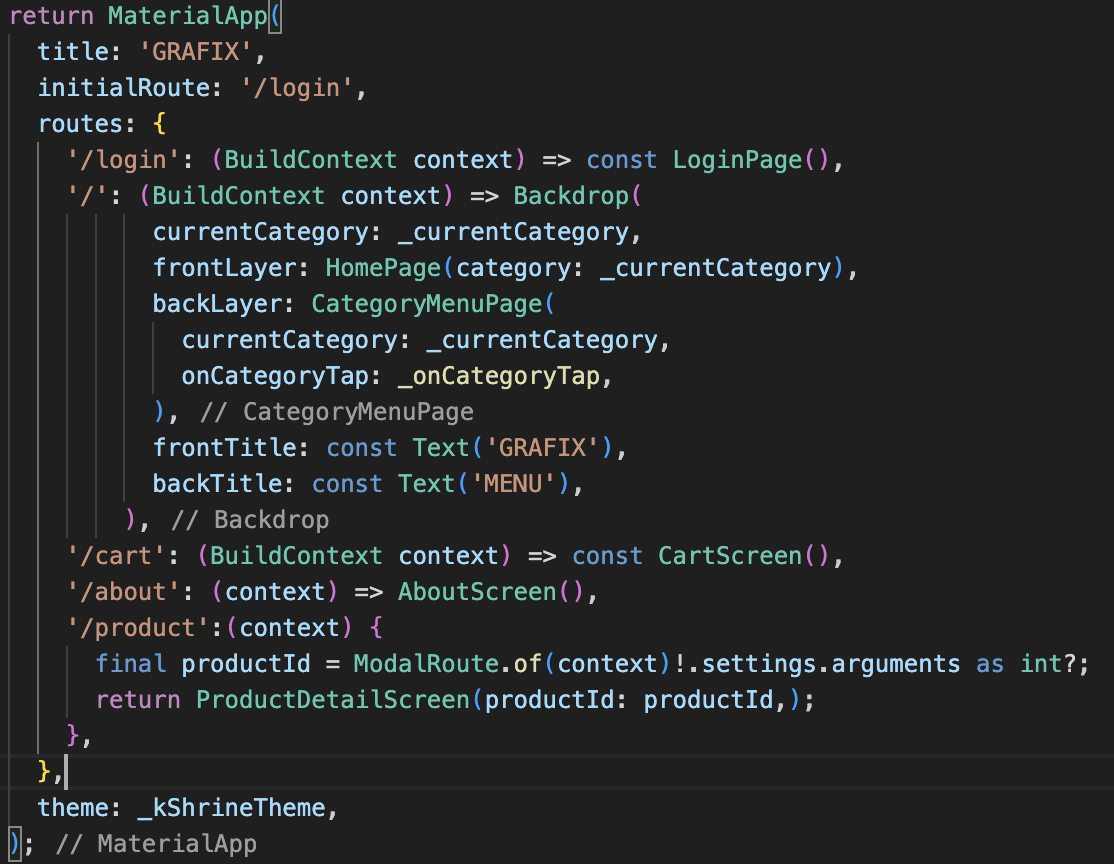 return MaterialApp(
  title: 'GRAFIX',
  initialRoute: '/login',
  routes: {
    '/login': (BuildContext context) => const LoginPage(),
    '/': (BuildContext context) => Backdrop(
          currentCategory: _currentCategory,
          frontLayer: HomePage(category: _currentCategory),
          backLayer: CategoryMenuPage(
            currentCategory: _currentCategory,
            onCategoryTap: _onCategoryTap,
          ), // CategoryMenuPage
          frontTitle: const Text('GRAFIX'),
          backTitle: const Text('MENU'),
        ), // Backdrop
    '/cart': (BuildContext context) => const CartScreen(),
    '/about': (context) => AboutScreen(),
    '/product':(context) {
      final productId = ModalRoute.of(context)!.settings.arguments as int?;
      return ProductDetailScreen(productId: productId,);
    },
  },
  theme: _kShrineTheme,
); // MaterialApp